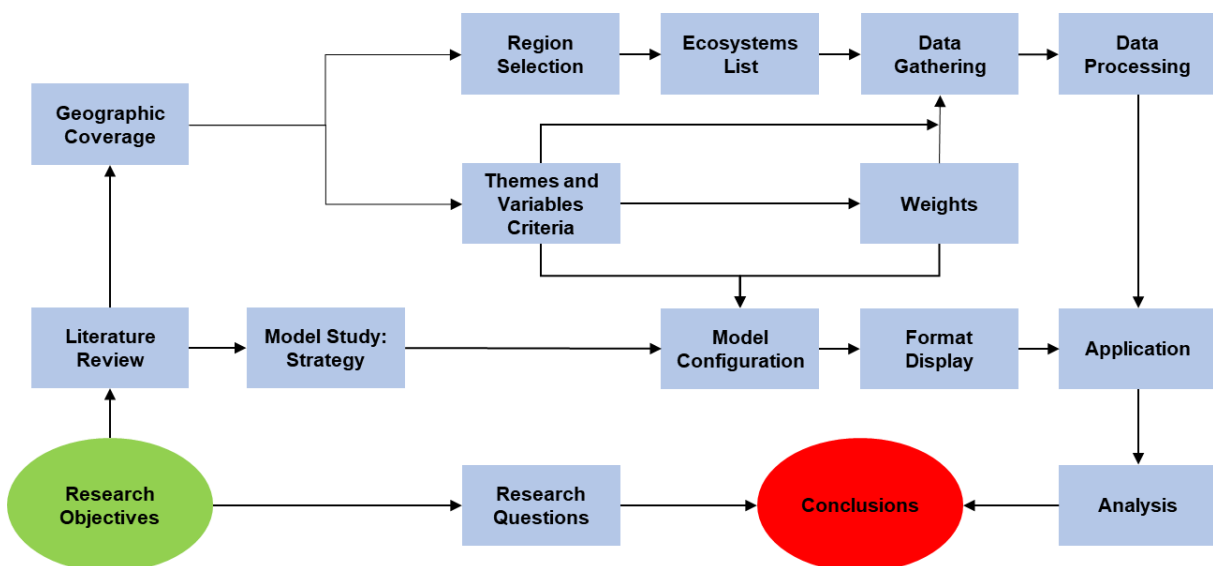 Region
Selection
Ecosystems
List
Data
Gathering
Data
Processing
Geographic
Coverage
Themes and
Variables
Criteria
Weights
Literature
Review
Model Study:
Strategy
Model
Configuration
Format
Display
Application
Research
Objectives
Research
Questions
Conclusions
Analysis